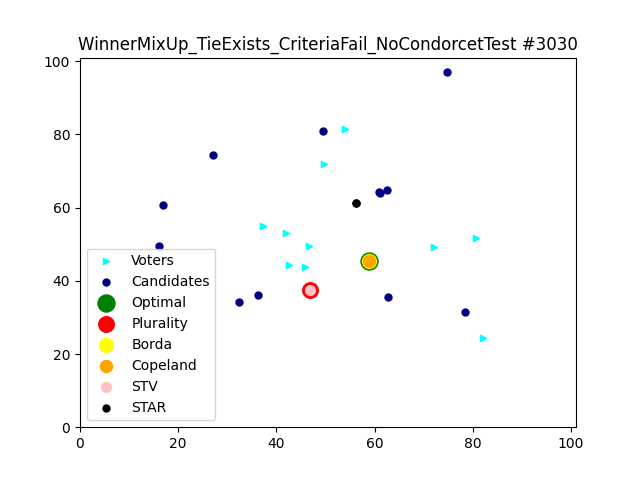 WinnerMixUp_TieExists_CriteriaFail_NoCondorcetTest #3030
100
80
60
40
20
0
Voters
Candidates
Optimal
Plurality
Borda
Copeland
STV
STAR
0 20 40 60 80 100